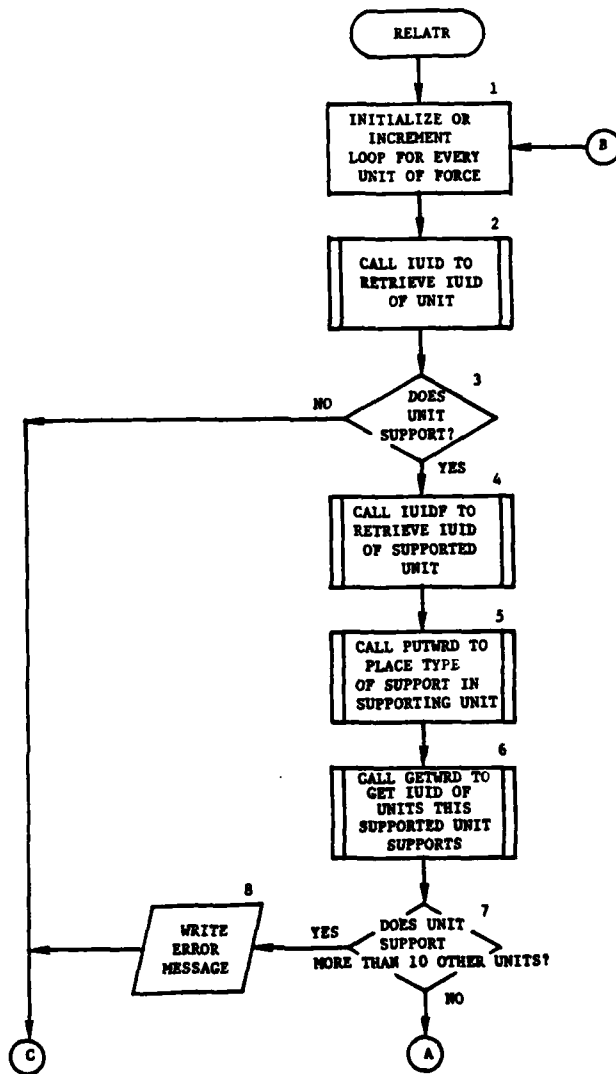 RELATR
1
INITIALIZE OR
INCREMENT
LOOP FOR EVERY
UNIT OF FORCE
B
2
CALL IUID TO
RETRIEVE IUID
OF UNIT
3
NO
DOES
UNIT
SUPPORT?
YES
4
CALL IUIDF TO
RETRIEVE IUID
OF SUPPORTED
UNIT
5
CALL PUTWRD TO
PLACE TYPE
OF SUPPORT IN
SUPPORTING UNIT
6
CALL GETWRD TO
GET IUID OF
UNITS THIS
SUPPORTED UNIT
SUPPORTS
8
WRITE
ERROR
MESSAGE
YES
7
DOES UNIT
SUPPORT
MORE THAN 10 OTHER UNITS?
NO
C
A